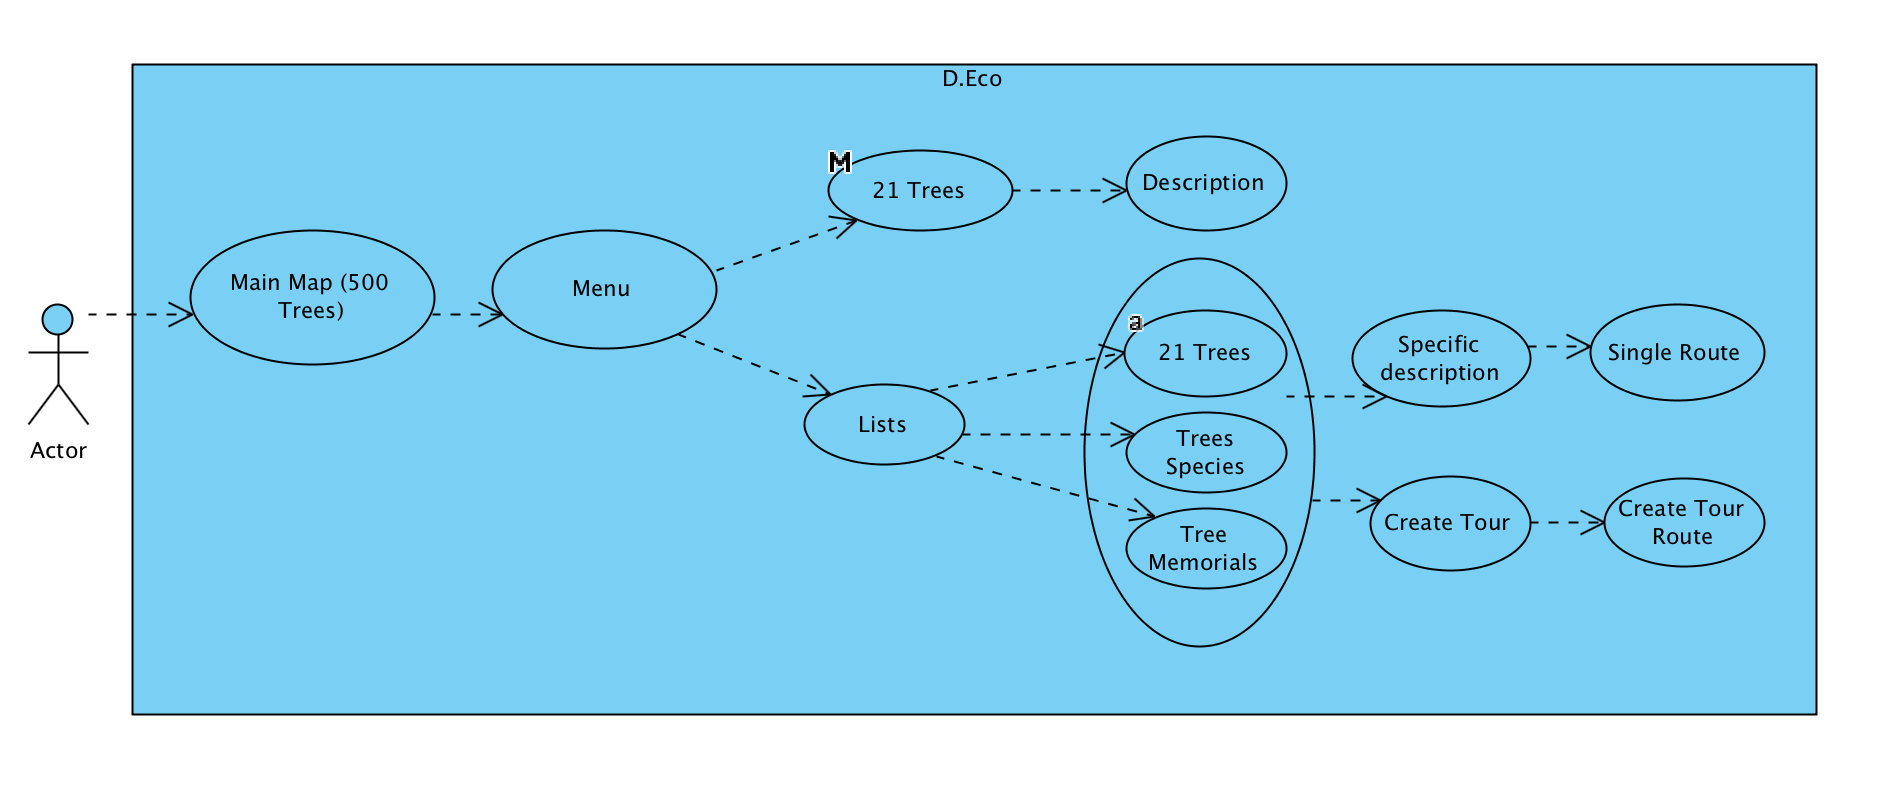 D.Eco
M
21 Trees
Description
Main Map (500
Trees)
Menu
a
21 Trees
Specific
description
Single Route
Lists
Trees
Species
Tree
Memorials
Create Tour
Create Tour
Route
Actor